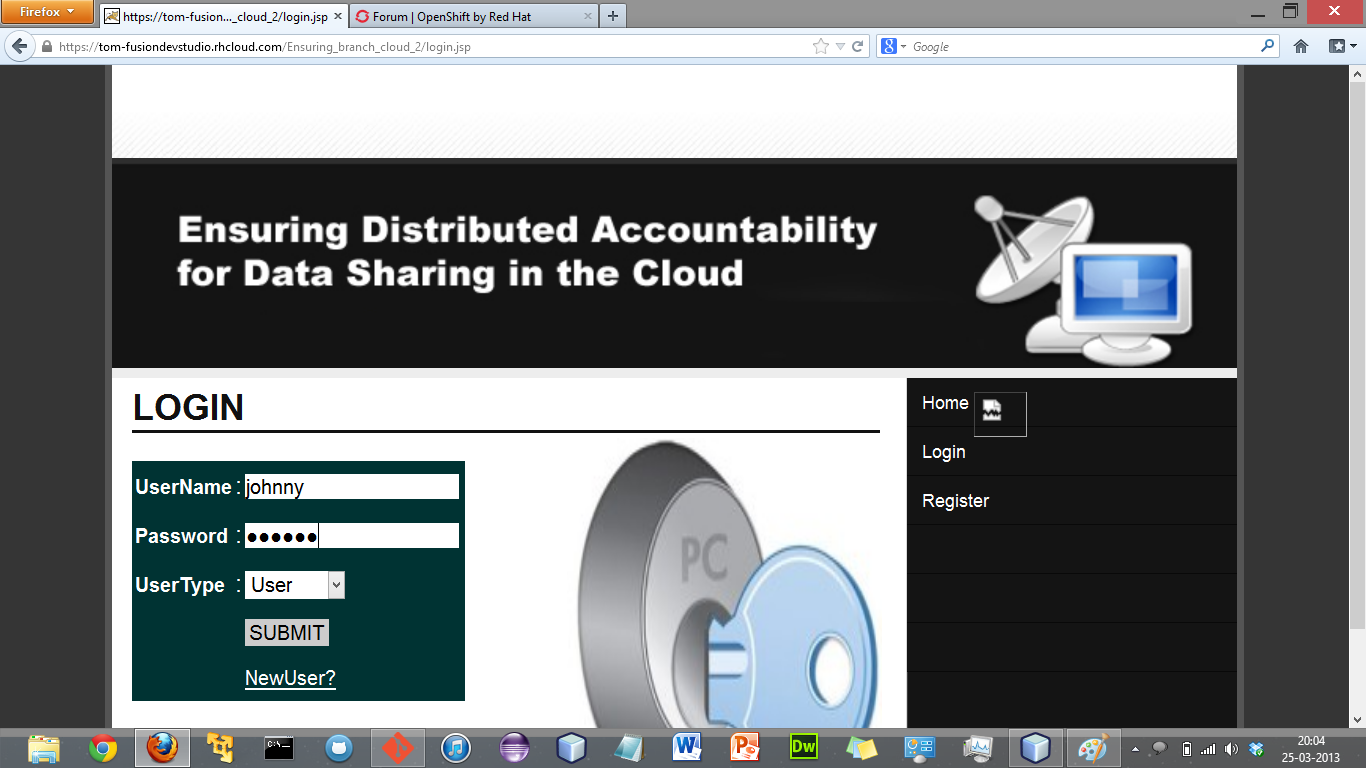 Firefox
https://tom-fusion..._cloud_2/login.jsp
Forum | OpenShift by Red Hat
https://tom-fusiondevstudio.rhcloud.com/Ensuring_branch_cloud_2/login.jsp
Google
Ensuring Distributed Accountability
for Data Sharing in the Cloud
LOGIN
Home
Login
Register
UserName : johnny
Password :
UserType : User
SUBMIT
NewUser?
PC
C:\_
W
P
Dw
20:04
25-03-2013